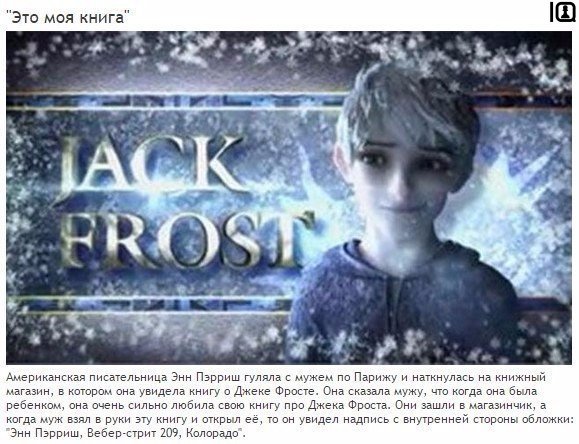 "Это моя книга"
JACK
FROST
Американская писательница Энн Пэрриш гуляла с мужем по Парижу и наткнулась на книжный
магазин, в котором она увидела книгу о Джеке Фросте. Она сказала мужу, что когда она была
ребенком, она очень сильно любила свою книгу про Джека Фроста. Они зашли в магазинчик, а
когда муж взял в руки эту книгу и открыл её, то он увидел надпись с внутренней стороны обложки:
"Энн Пэрриш, Вебер-стрит 209, Колорадо".